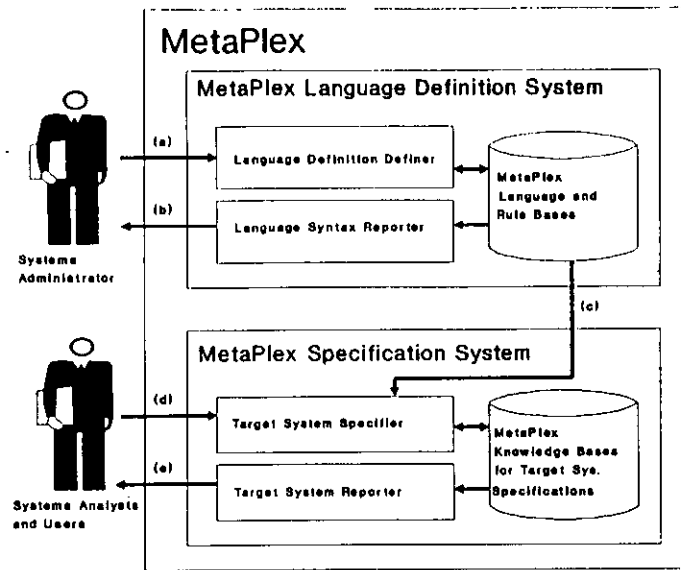 MetaPlex
MetaPlex Language Definition System
(a)
Language Definition Definer
MetaPlex
Language and
Rule Bases
(b)
Language Syntax Reporter
Systems
Administrator
(c)
MetaPlex Specification System
(d)
Target System Specifier
MetaPlex
Knowledge Bases
for Target Sys.
Specifications
(e)
Target System Reporter
Systems Analysts
and Users